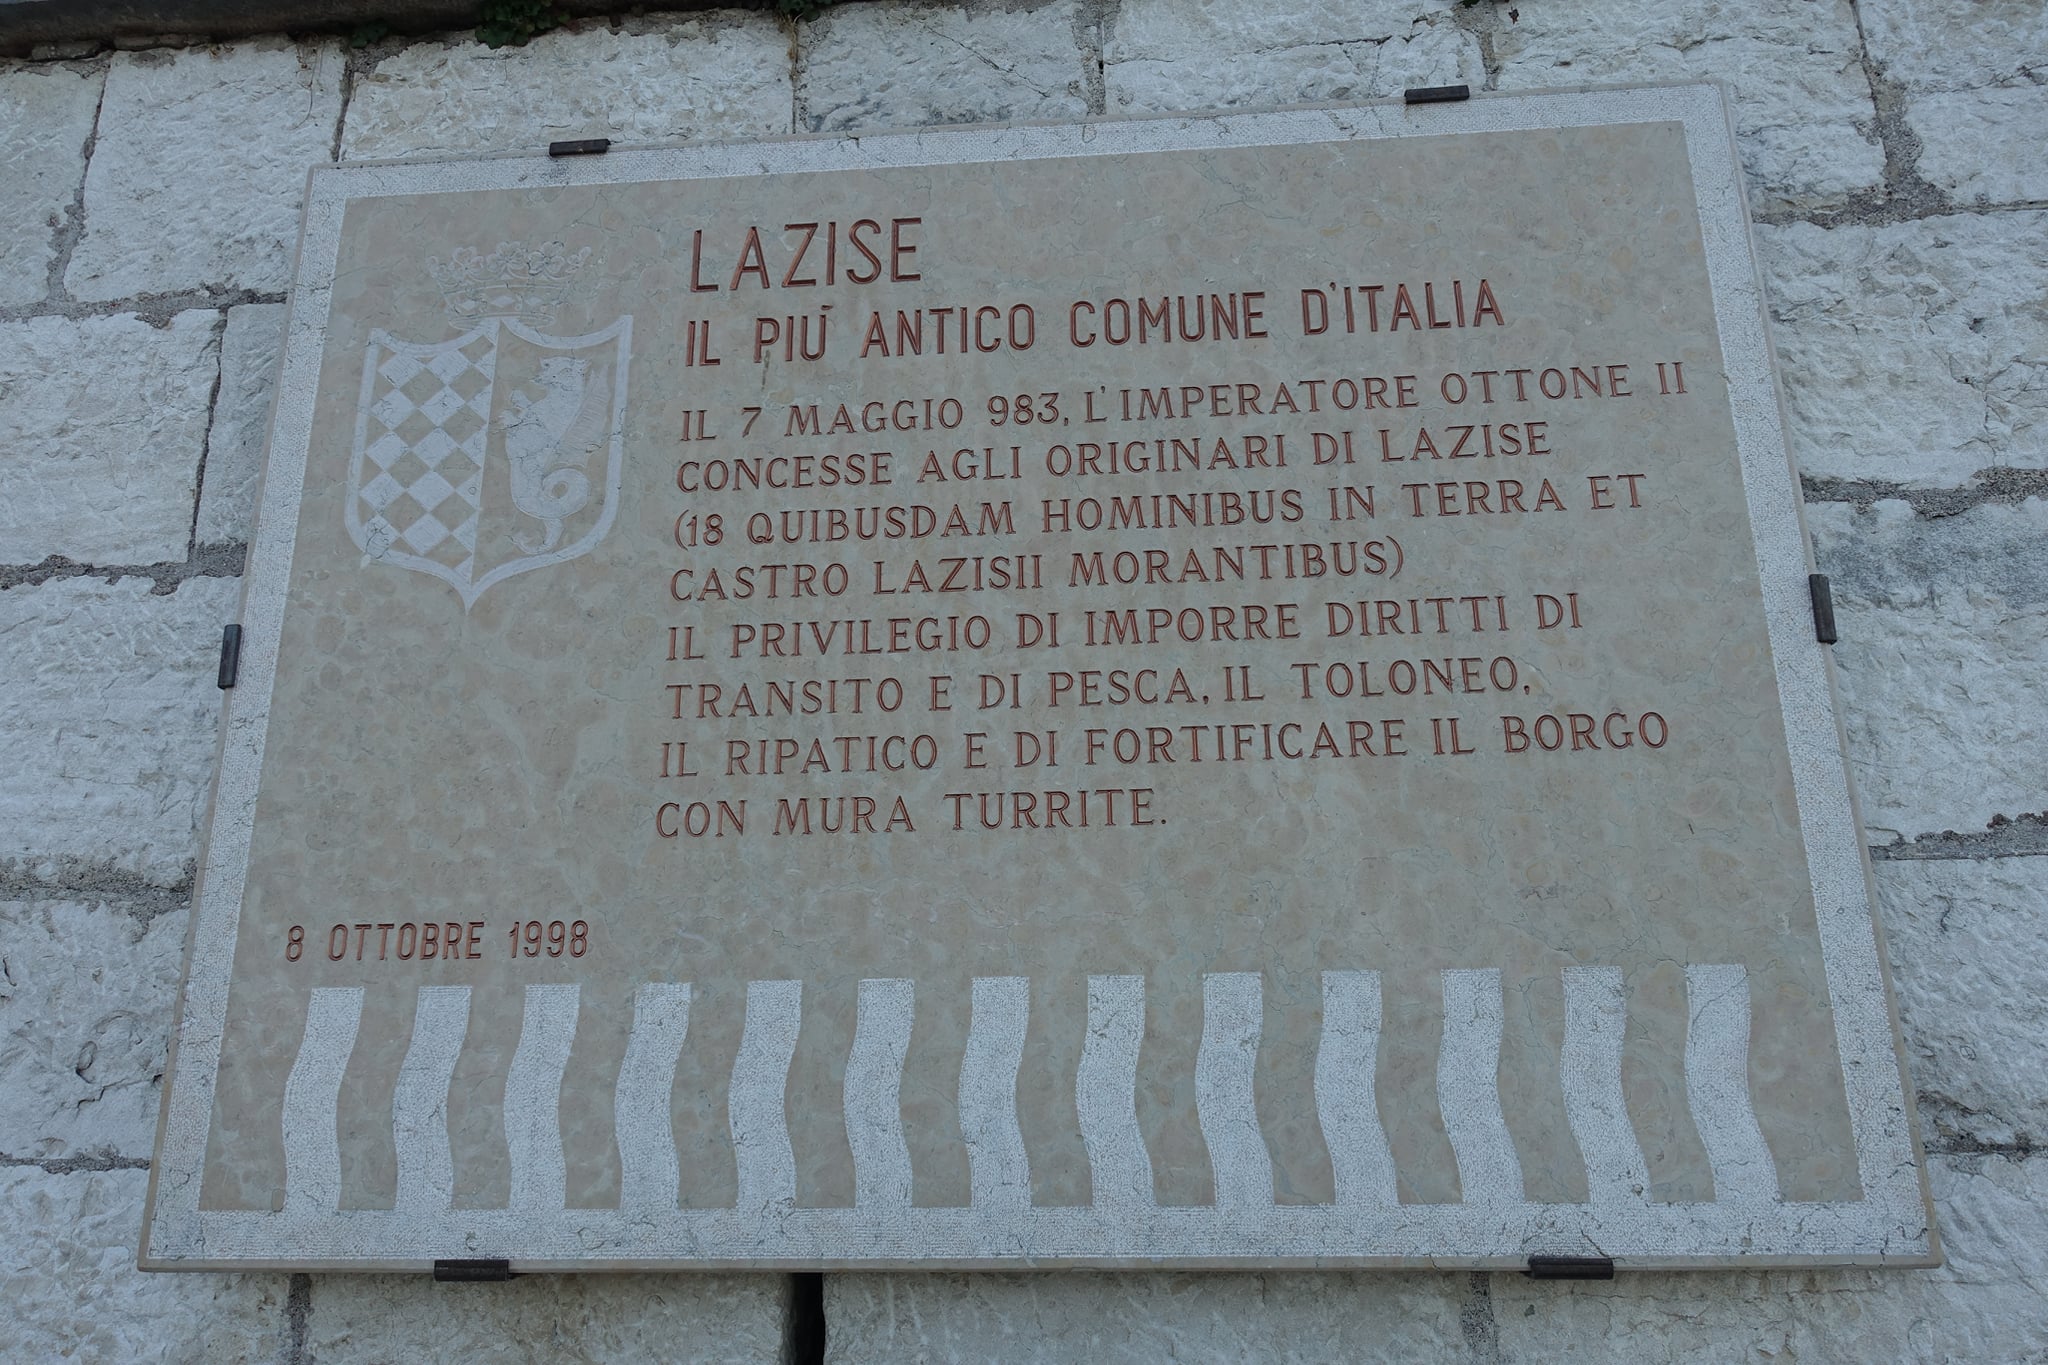 LAZISE
IL PIÙ ANTICO COMUNE D'ITALIA
IL 7 MAGGIO 983, L'IMPERATORE OTTONE II
CONCESSE AGLI ORIGINARI DI LAZISE
(18 QUIBUSDAM HOMINIBUS IN TERRA ET
CASTRO LAZISII MORANTIBUS)
IL PRIVILEGIO DI IMPORRE DIRITTI DI
TRANSITO E DI PESCA, IL TOLONEO,
IL RIPATICO E DI FORTIFICARE IL BORGO
CON MURA TURRITE.
8 OTTOBRE 1998